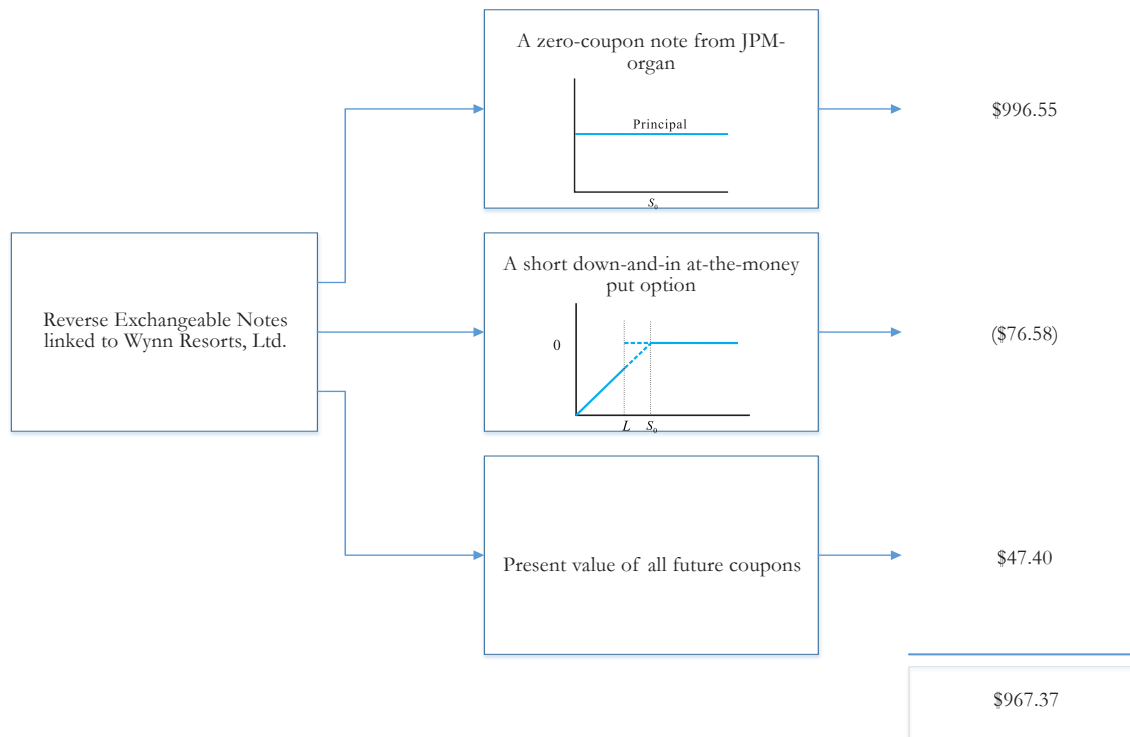 A zero-coupon note from JPM-
organ
Principal
S₀
$996.55
Reverse Exchangeable Notes
linked to Wynn Resorts, Ltd.
A short down-and-in at-the-money
put option
0
L S₀
($76.58)
Present value of all future coupons
$47.40
$967.37